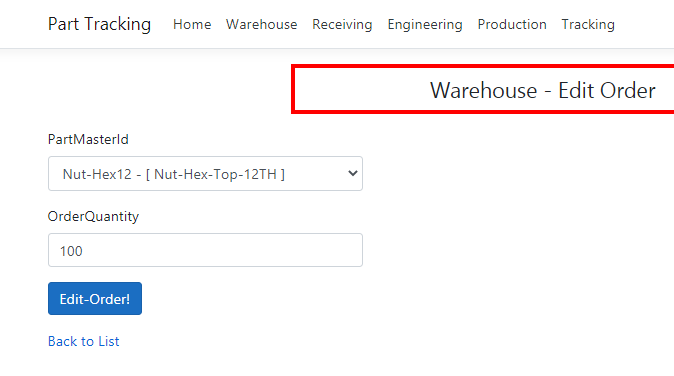 Part Tracking Home Warehouse Receiving Engineering Production Tracking
Warehouse - Edit Order
PartMasterId
Nut-Hex12 - [ Nut-Hex-Top-12TH ]
OrderQuantity
100
Edit-Order!
Back to List